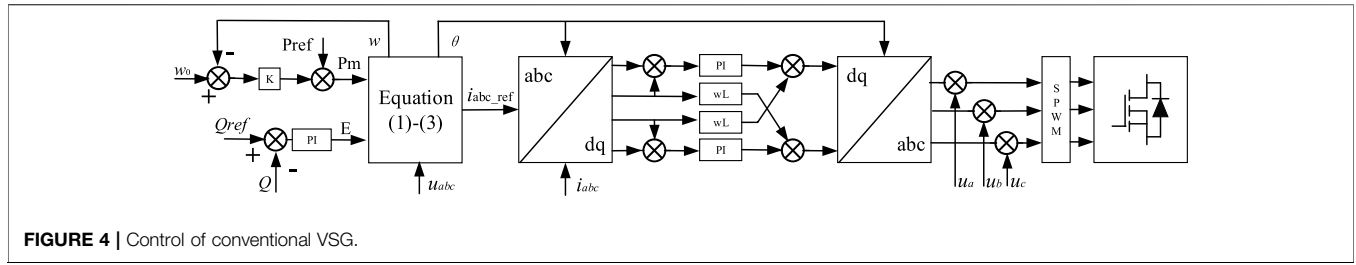 w θ
Pref
- Pm
w0 K
+
Equation
(1)-(3)
iabc_ref
Qref E
+ PI
-
Q
uabc
abc
dq
iabc
PI
wL
wL
PI
dq
abc
ua ub uc
SPWM
FIGURE 4 | Control of conventional VSG.